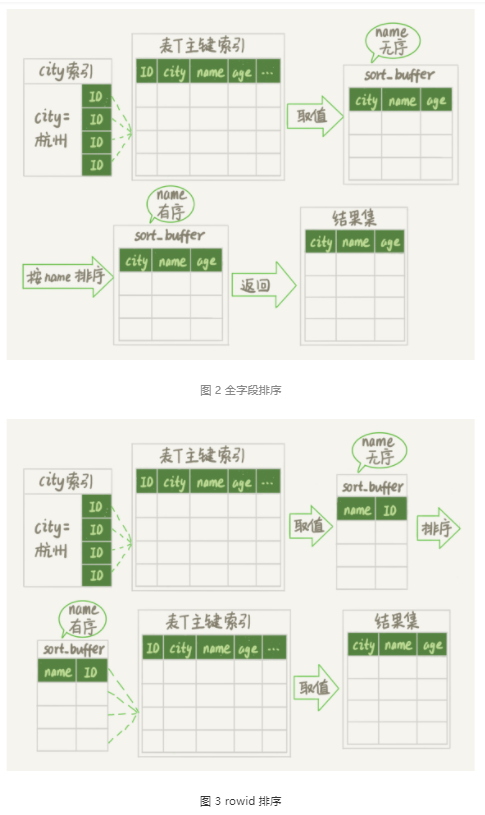 name
无序
表T主键索引
city索引
ID city name age ...
sort_buffer
ID
city=
杭州
ID
ID
ID
取值
city name age
name
有序
sort_buffer
结果集
按name排序
city name age
返回
city name age
图 2 全字段排序
name
无序
表T主键索引
city索引
ID city name age ...
sort_buffer
name ID
ID
city=
杭州
ID
ID
ID
取值
排序
name
有序
表T主键索引
结果集
sort_buffer
name ID
ID city name age ...
city name age
取值
图 3 rowid 排序